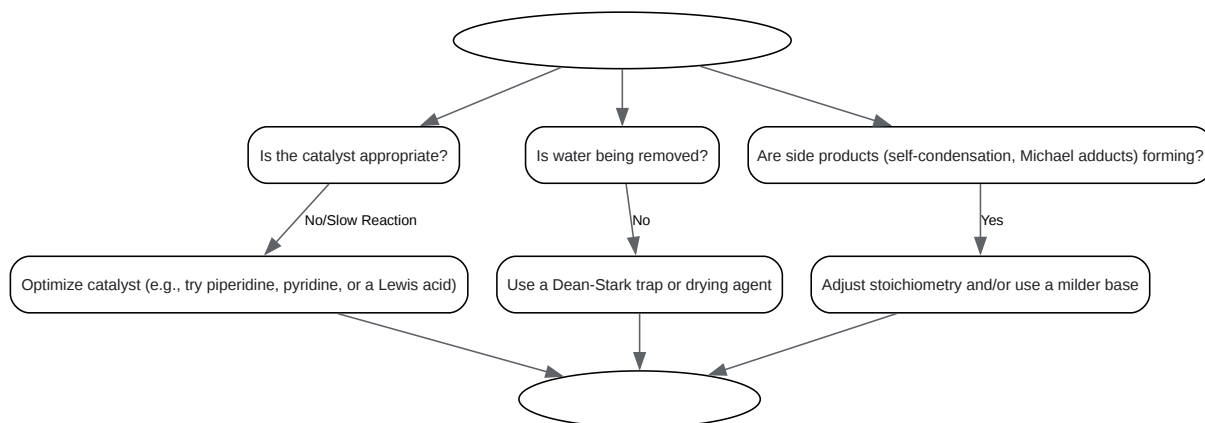 Is the catalyst appropriate?
Is water being removed?
Are side products (self-condensation, Michael adducts) forming?
No/Slow Reaction
No
Yes
Optimize catalyst (e.g., try piperidine, pyridine, or a Lewis acid)
Use a Dean-Stark trap or drying agent
Adjust stoichiometry and/or use a milder base